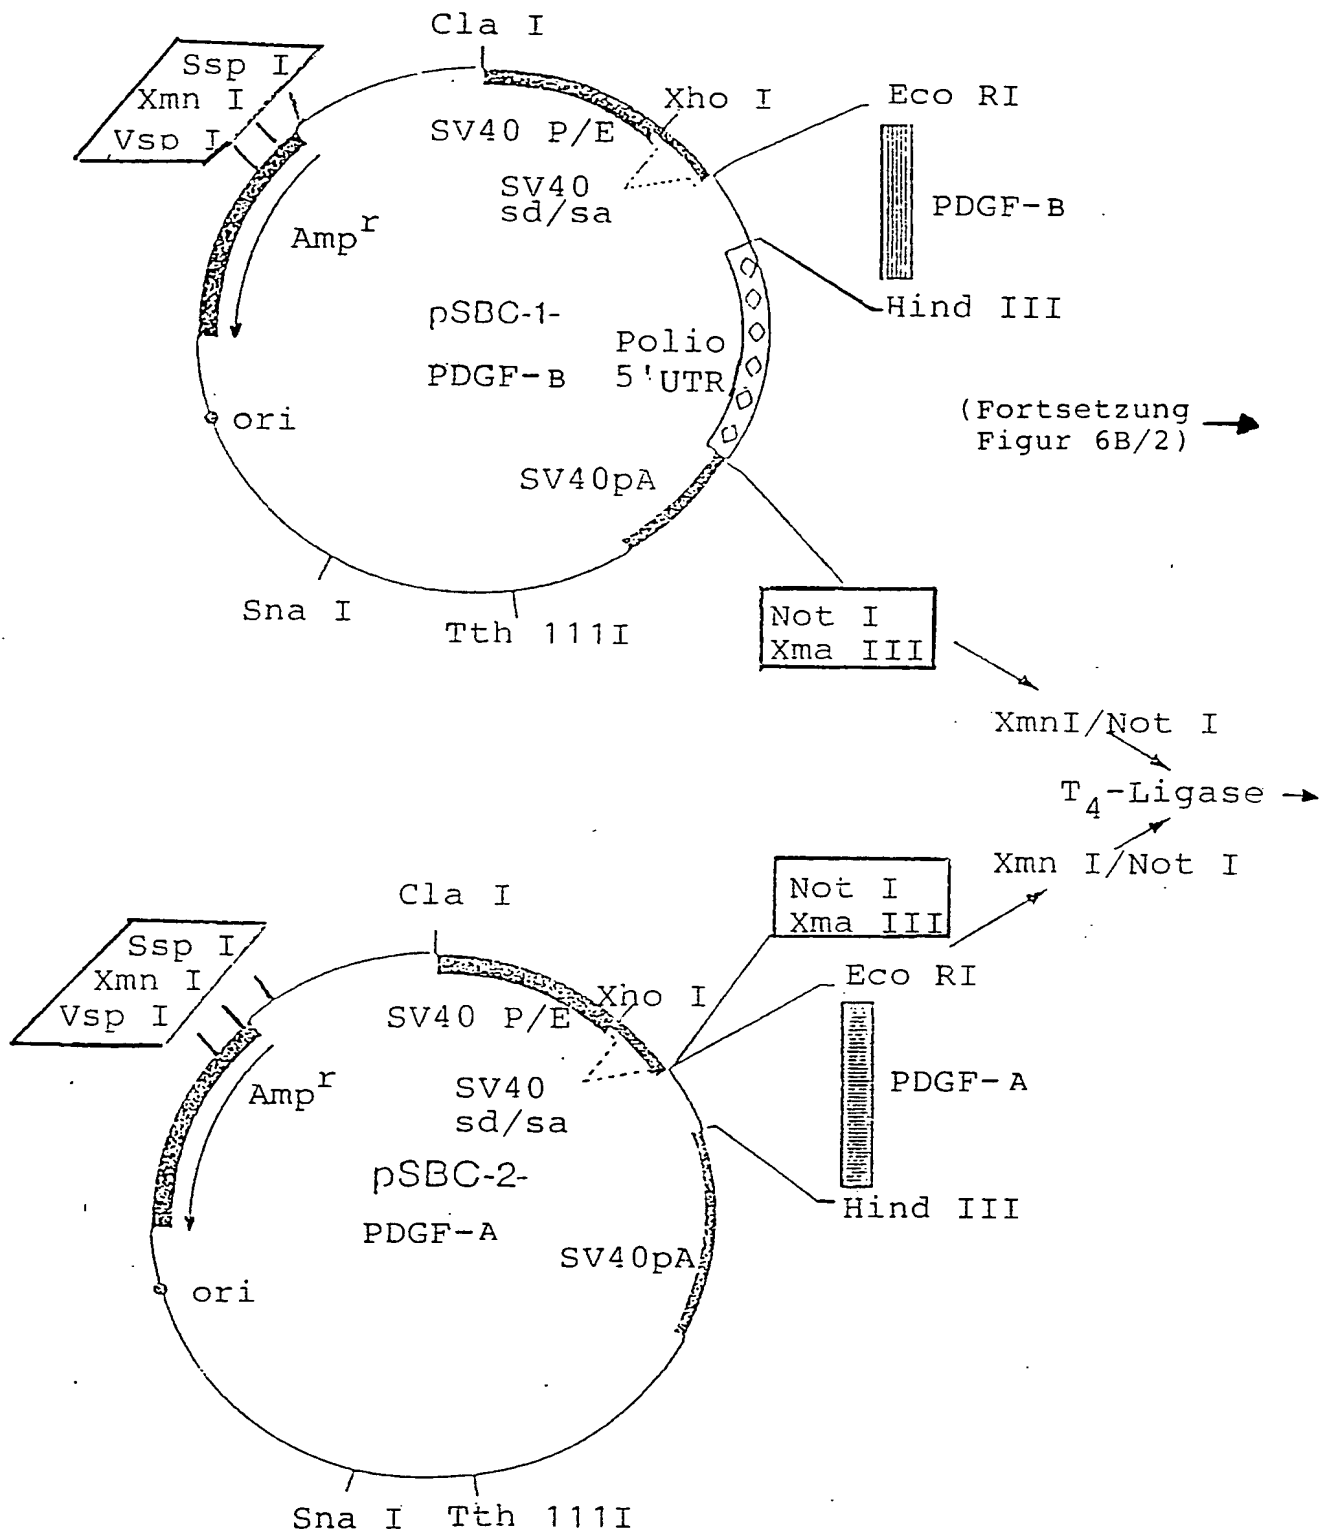 Cla I
Ssp I
Xmn I
Vsp I
Xho I
Eco RI
SV40 P/E
SV40
sd/sa
PDGF-B
Amp^r
Hind III
pSBC-1-
PDGF-B
Polio
5'UTR
ori
(Fortsetzung
Figur 6B/2)
SV40pA
Sna I
Tth 111I
Not I
Xma III
XmnI/Not I
T4-Ligase
Xmn I/Not I
Not I
Xma III
Cla I
Ssp I
Xmn I
Vsp I
Xho I
Eco RI
SV40 P/E
SV40
sd/sa
PDGF-A
Amp^r
Hind III
pSBC-2-
PDGF-A
SV40pA
ori
Sna I
Tth 111I